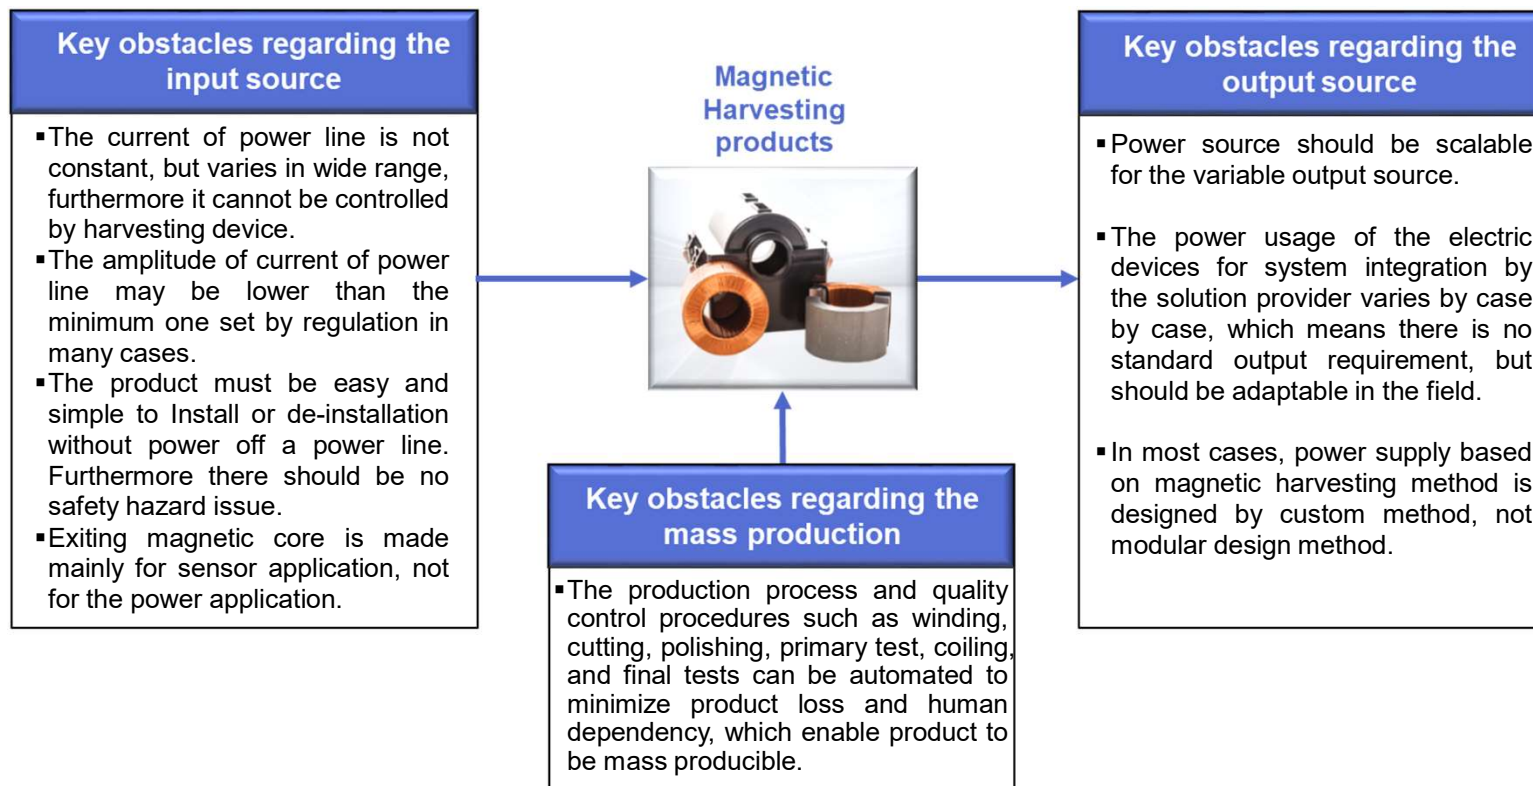 Key obstacles regarding the
input source
▪The current of power line is not
constant, but varies in wide range,
furthermore it cannot be controlled
by harvesting device.
▪The amplitude of current of power
line may be lower than the
minimum one set by regulation in
many cases.
▪The product must be easy and
simple to Install or de-installation
without power off a power line.
Furthermore there should be no
safety hazard issue.
▪Exiting magnetic core is made
mainly for sensor application, not
for the power application.
Magnetic
Harvesting
products
Key obstacles regarding the
mass production
▪The production process and quality
control procedures such as winding,
cutting, polishing, primary test, coiling,
and final tests can be automated to
minimize product loss and human
dependency, which enable product to
be mass producible.
Key obstacles regarding the
output source
▪Power source should be scalable
for the variable output source.
▪The power usage of the electric
devices for system integration by
the solution provider varies by case
by case, which means there is no
standard output requirement, but
should be adaptable in the field.
▪In most cases, power supply based
on magnetic harvesting method is
designed by custom method, not
modular design method.